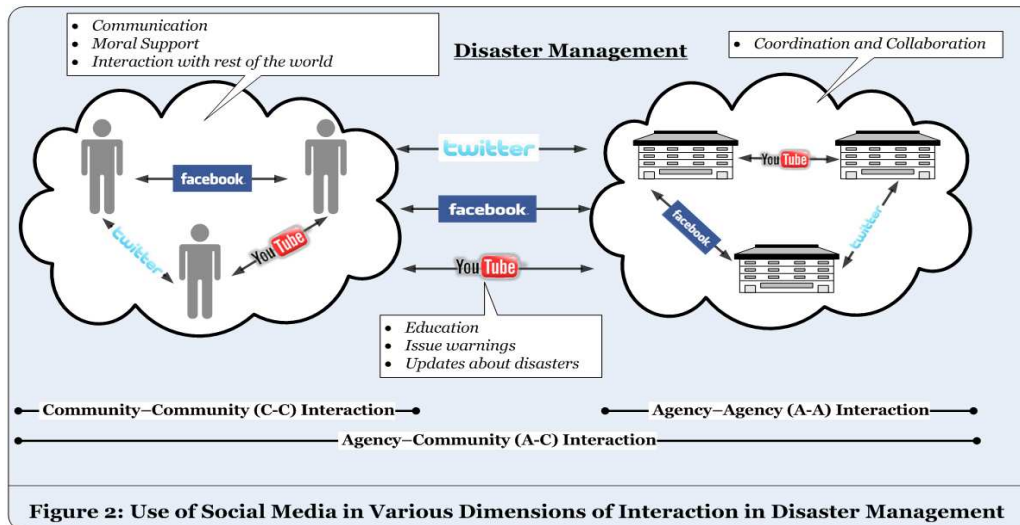 • Communication
• Moral Support
• Interaction with rest of the world
Disaster Management
• Coordination and Collaboration
twitter
facebook
YouTube
facebook
twitter
YouTube
facebook
YouTube
facebook
twitter
• Education
• Issue warnings
• Updates about disasters
Community–Community (C-C) Interaction
Agency–Agency (A-A) Interaction
Agency–Community (A-C) Interaction
Figure 2: Use of Social Media in Various Dimensions of Interaction in Disaster Management